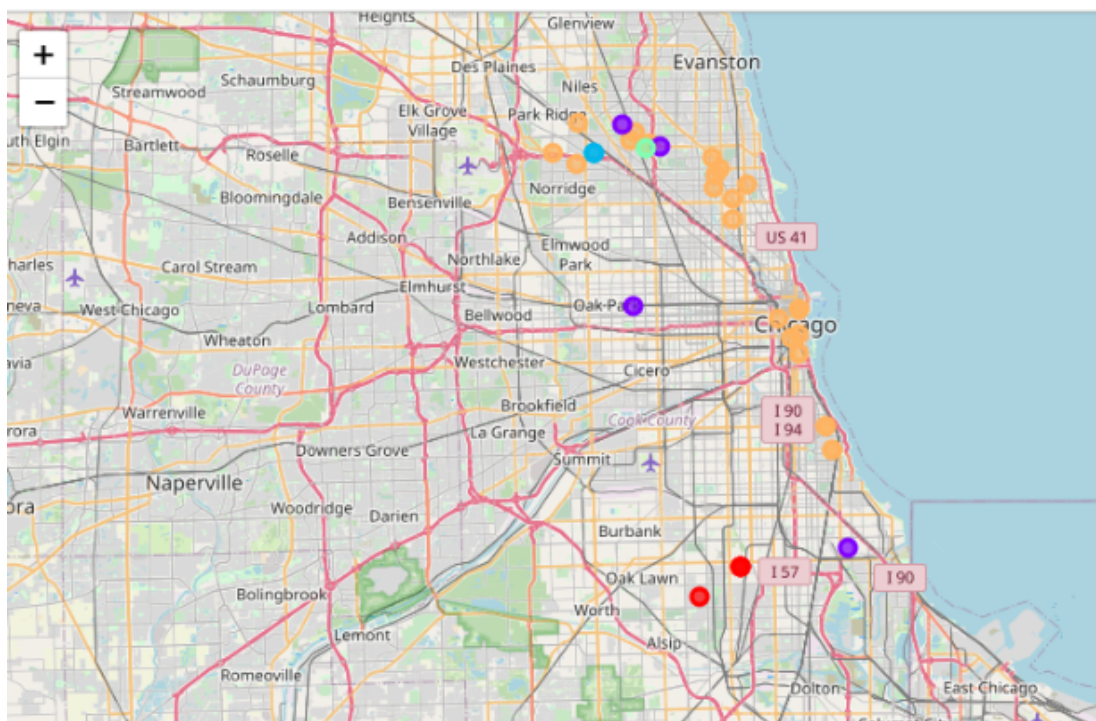 +
−
Heights
Glenview
Evanston
Des Plaines
Schaumburg
Niles
Streamwood
Elk Grove
Village
Park Ridge
uth Elgin
Bartlett
Roselle
Norridge
Bloomingdale
Bensenville
Addison
Elmwood
Park
US 41
harles
Carol Stream
Northlake
Elmhurst
neva
West Chicago
Lombard
Bellwood
Oak Pa
Chicago
Wheaton
via
DuPage
County
Westchester
Cicero
Brookfield
Warrenville
La Grange
Cook County
I 90
I 94
rora
Downers Grove
Summit
Naperville
ora
Woodridge
Darien
Burbank
Oak Lawn
I 57
I 90
Bolingbrook
Worth
Lemont
Alsip
Romeoville
Dolton
East Chicago